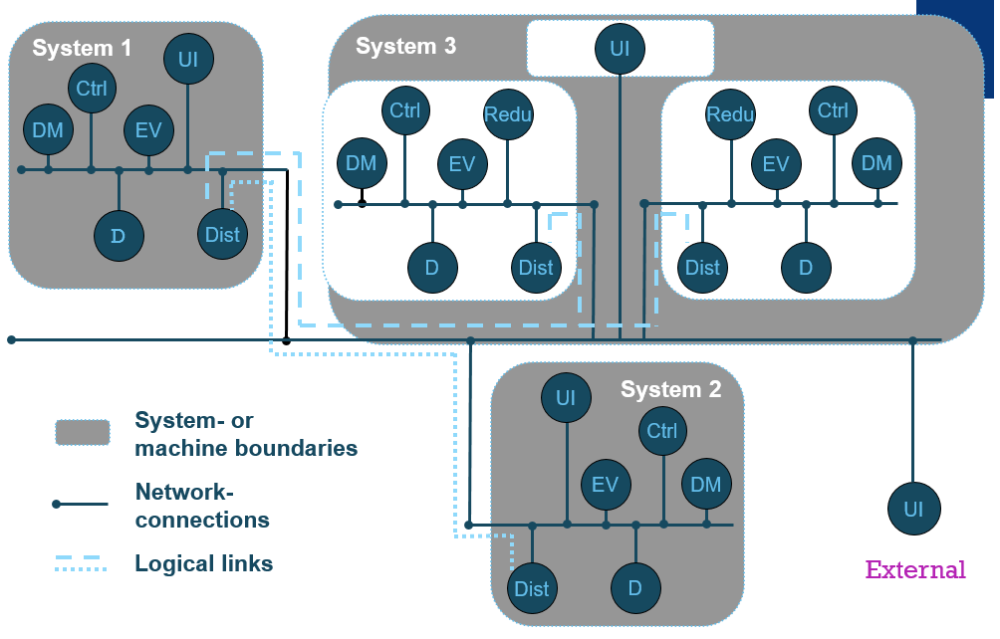 System 1
UI
Ctrl
DM
EV
D
Dist
System 3
UI
Ctrl
Redu
DM
EV
D
Dist
Redu
Ctrl
EV
DM
Dist
D
System 2
UI
Ctrl
EV
DM
Dist
D
System- or
machine boundaries
Network-
connections
Logical links
UI
External